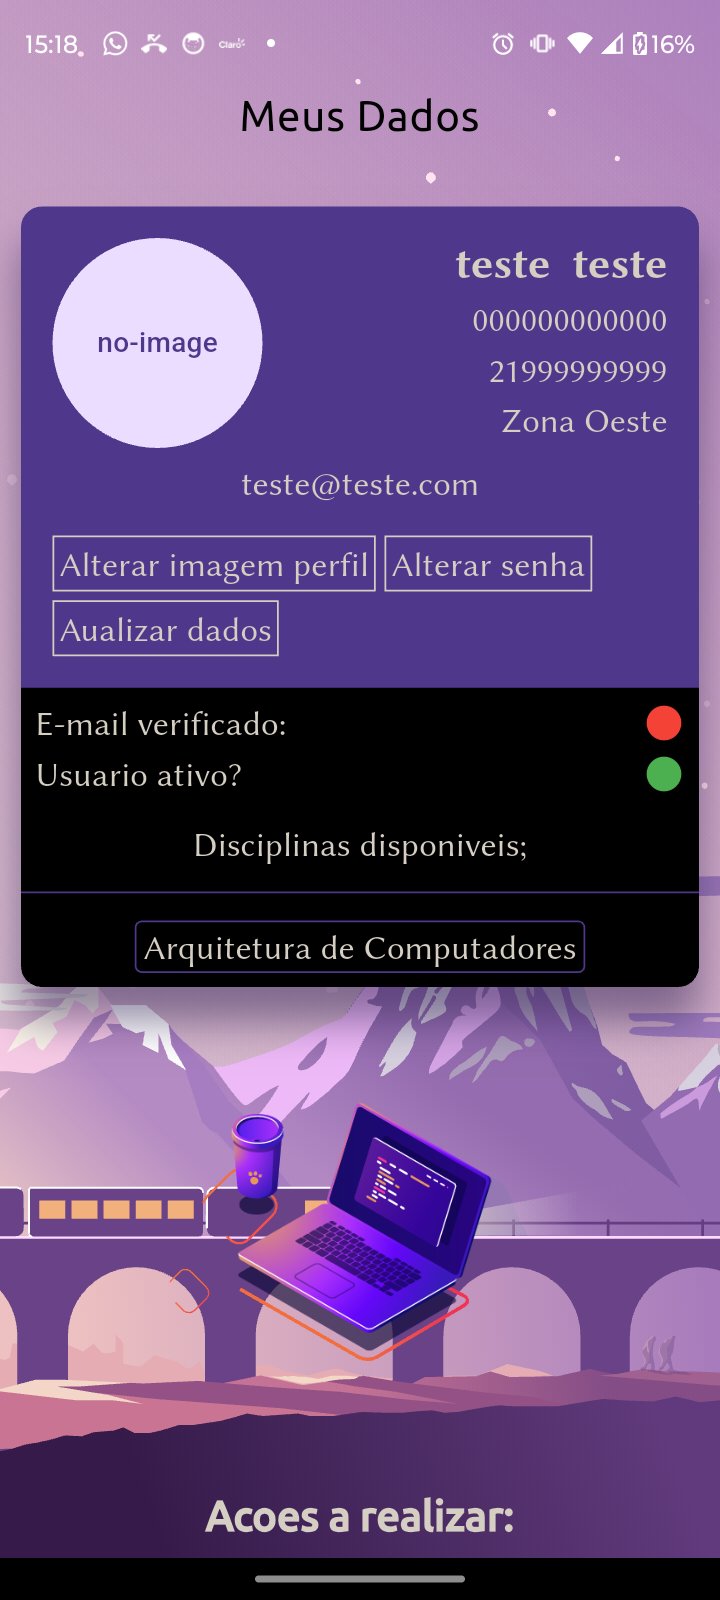 15:18
Claro
16%
Meus Dados
no-image
teste teste
000000000000
21999999999
Zona Oeste
teste@teste.com
Alterar imagem perfil Alterar senha
Aualizar dados
E-mail verificado:
Usuario ativo?
Disciplinas disponiveis;
Arquitetura de Computadores
Acoes a realizar: